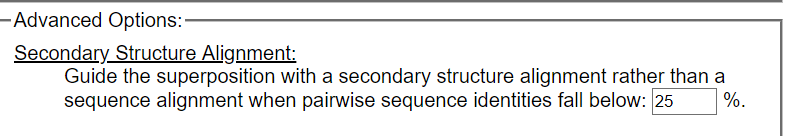 Advanced Options:
Secondary Structure Alignment:
Guide the superposition with a secondary structure alignment rather than a
sequence alignment when pairwise sequence identities fall below: 25 %.